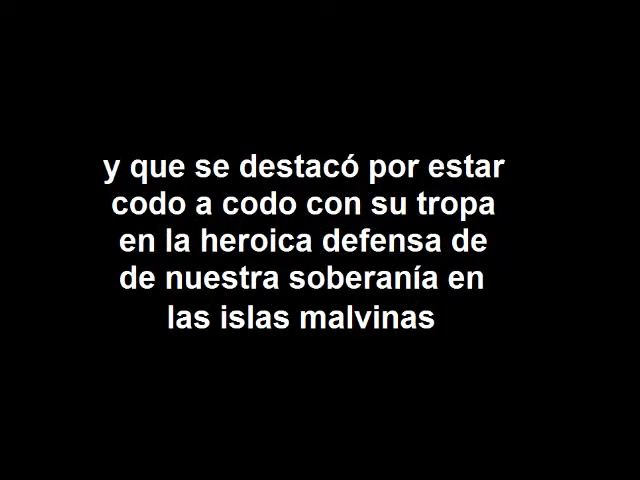 y que se destacó por estar
codo a codo con su tropa
en la heroica defensa de
de nuestra soberanía en
las islas malvinas